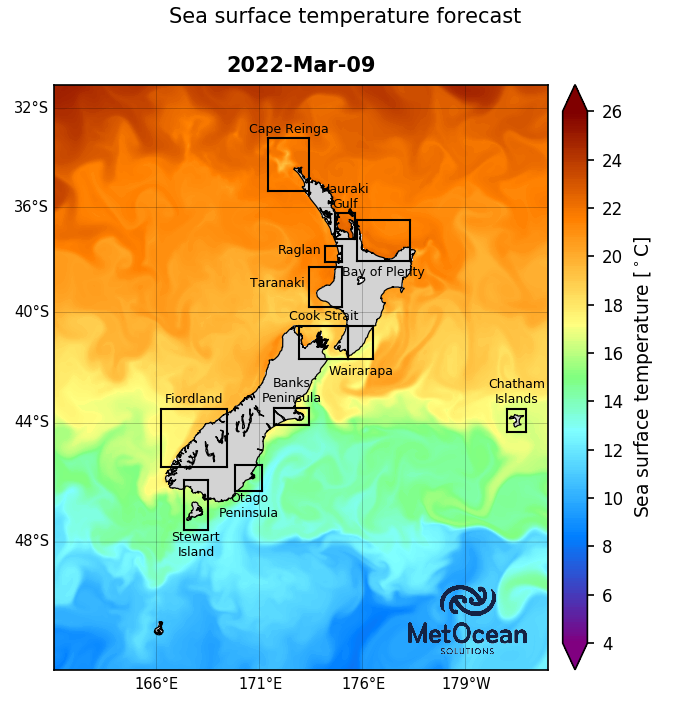 Sea surface temperature forecast
2022-Mar-09
32°S
36°S
40°S
44°S
48°S
Cape Reinga
Hauraki
Gulf
Raglan
Bay of Plenty
Taranaki
Cook Strait
Wairarapa
Banks
Peninsula
Fiordland
Chatham
Islands
Otago
Peninsula
Stewart
Island
MetOcean
SOLUTIONS
166°E
171°E
176°E
179°W
26
24
22
20
18
16
14
12
10
8
6
4
Sea surface temperature [°C]